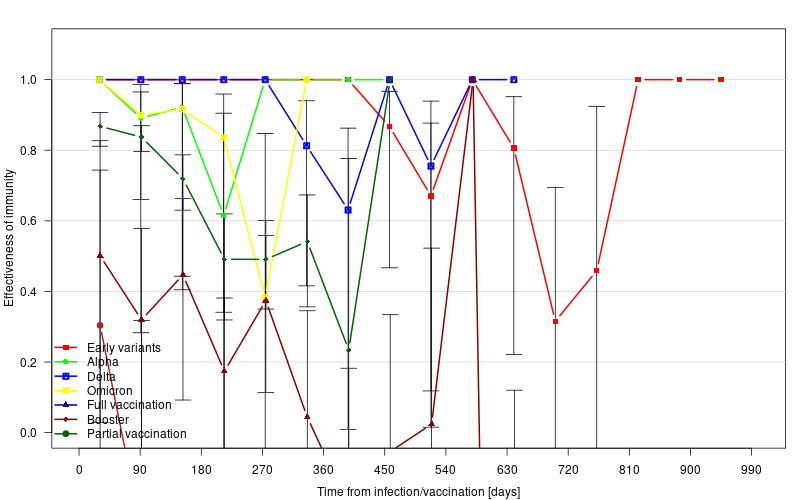 Effectiveness of immunity
1.0
0.8
0.6
0.4
0.2
0.0
Early variants
Alpha
Delta
Omicron
Full vaccination
Booster
Partial vaccination
0 90 180 270 360 450 540 630 720 810 900 990
Time from infection/vaccination [days]